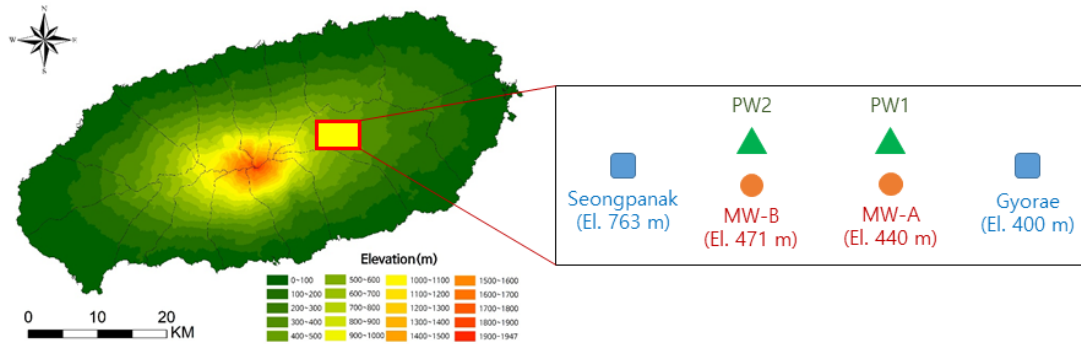 N
W
E
S
PW2
PW1
Seongpanak
(El. 763 m)
MW-B
(El. 471 m)
MW-A
(El. 440 m)
Gyorae
(El. 400 m)
Elevation(m)
0~100
500~600
1000~1100
1500~1600
100~200
600~700
1100~1200
1600~1700
200~300
700~800
1200~1300
1700~1800
300~400
800~900
1300~1400
1800~1900
400~500
900~1000
1400~1500
1900~1947
0
10
20
KM